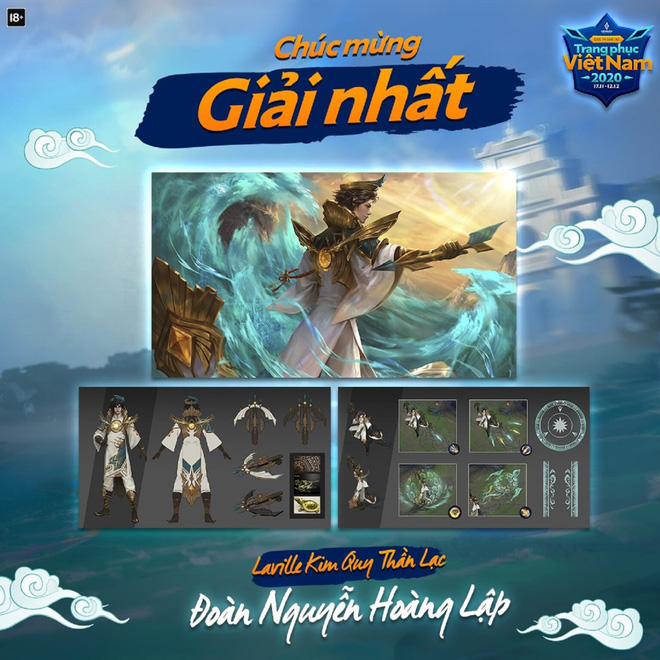 18+
Trang phục
Việt Nam
2020
17.11 - 12.12
Chúc mừng
Giải nhất
Laville Kim Quy Thần Lạc
Đoàn Nguyễn Hoàng Lập